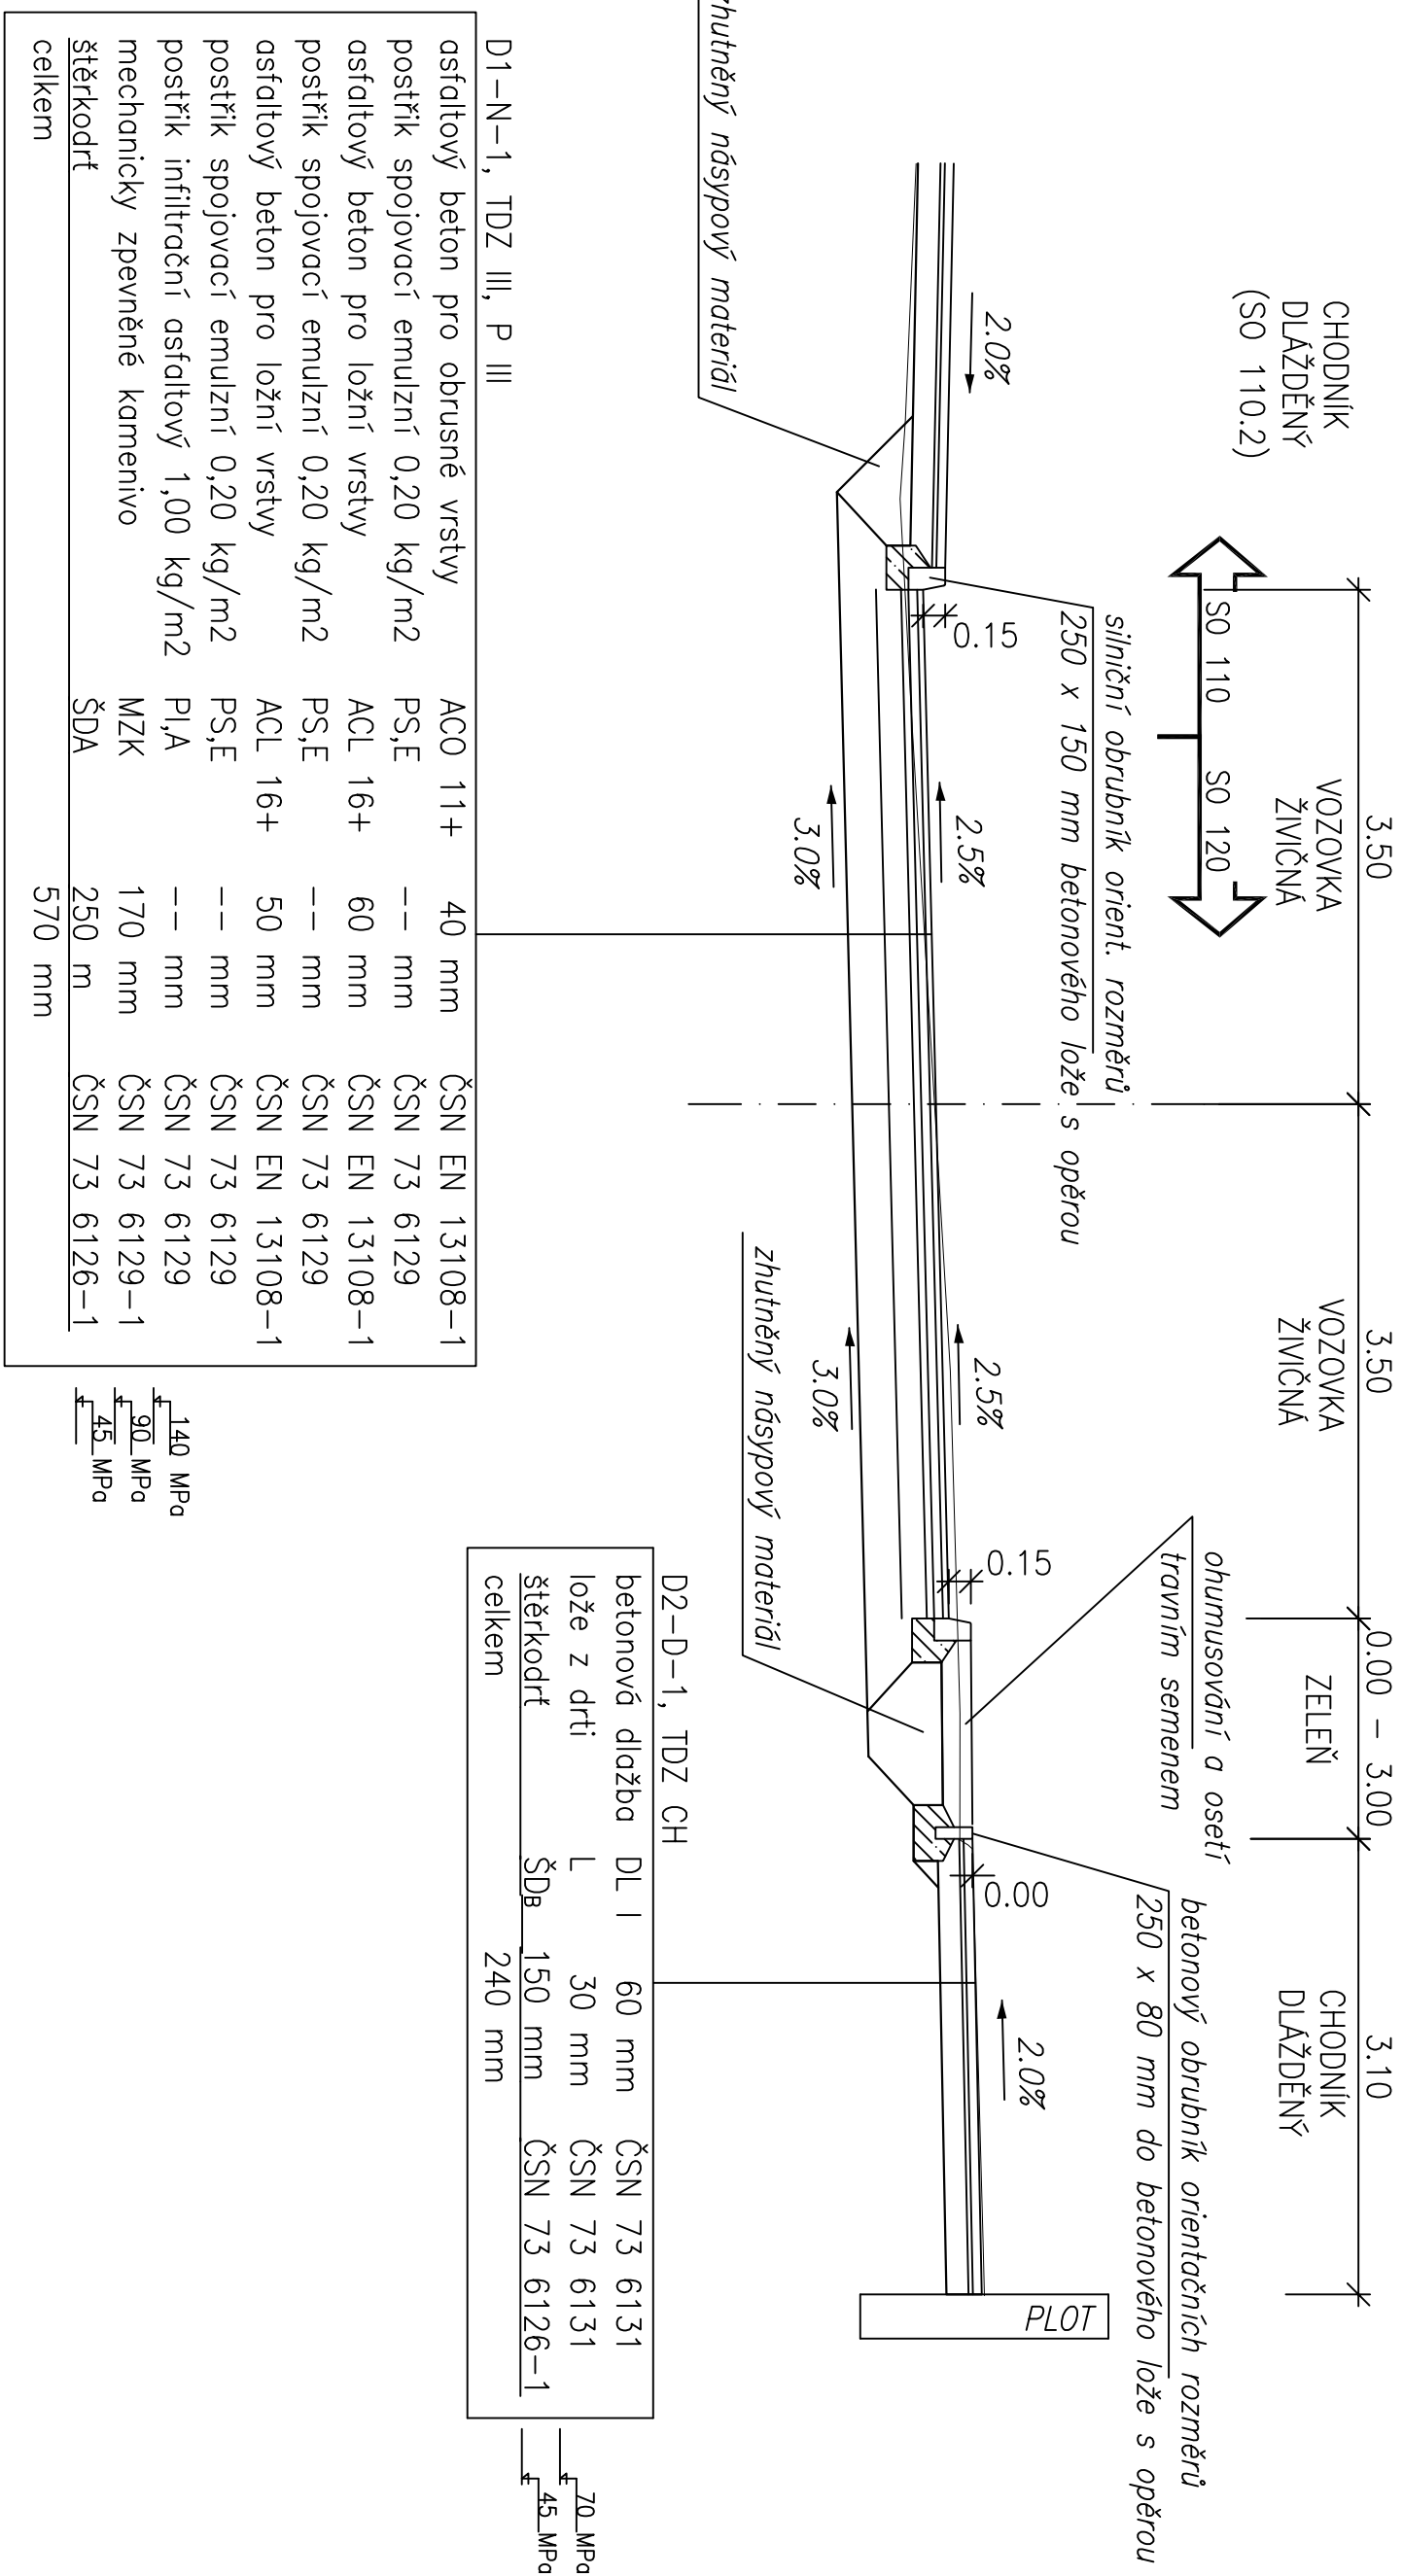 CHODNÍK
DLÁŽDĚNÝ
(SO 110.2)
3.50
VOZOVKA
ŽIVIČNÁ
3.50
VOZOVKA
ŽIVIČNÁ
0.00 – 3.00
ZELEŇ
3.10
CHODNÍK
DLÁŽDĚNÝ
SO 110
SO 120
silniční obrubník orient. rozměrů
250 x 150 mm betonového lože s opěrou
ohumusování a osetí
travním semenem
betonový obrubník orientačních rozměrů
250 x 80 mm do betonového lože s opěrou
PLOT
2.0%
0.15
2.5%
3.0%
2.5%
3.0%
0.15
0.00
2.0%
zhutněný násypový materiál
zhutněný násypový materiál
D1–N–1, TDZ III, P III
asfaltový beton pro obrusné vrstvy ACO 11+ 40 mm ČSN EN 13108–1
postřik spojovací emulzní 0,20 kg/m2 PS,E –– mm ČSN 73 6129
asfaltový beton pro ložní vrstvy ACL 16+ 60 mm ČSN EN 13108–1
postřik spojovací emulzní 0,20 kg/m2 PS,E –– mm ČSN 73 6129
asfaltový beton pro ložní vrstvy ACL 16+ 50 mm ČSN EN 13108–1
postřik spojovací emulzní 0,20 kg/m2 PS,E –– mm ČSN 73 6129
postřik infiltrační asfaltový 1,00 kg/m2 PI,A –– mm ČSN 73 6129
mechanicky zpevněné kamenivo MZK 170 mm ČSN 73 6129–1
štěrkodrť ŠDA 250 m ČSN 73 6126–1
celkem 570 mm
140 MPa
90 MPa
45 MPa
D2–D–1, TDZ CH
betonová dlažba DL I 60 mm ČSN 73 6131
lože z drti L 30 mm ČSN 73 6131
štěrkodrť ŠDB 150 mm ČSN 73 6126–1
celkem 240 mm
70 MPa
45 MPa